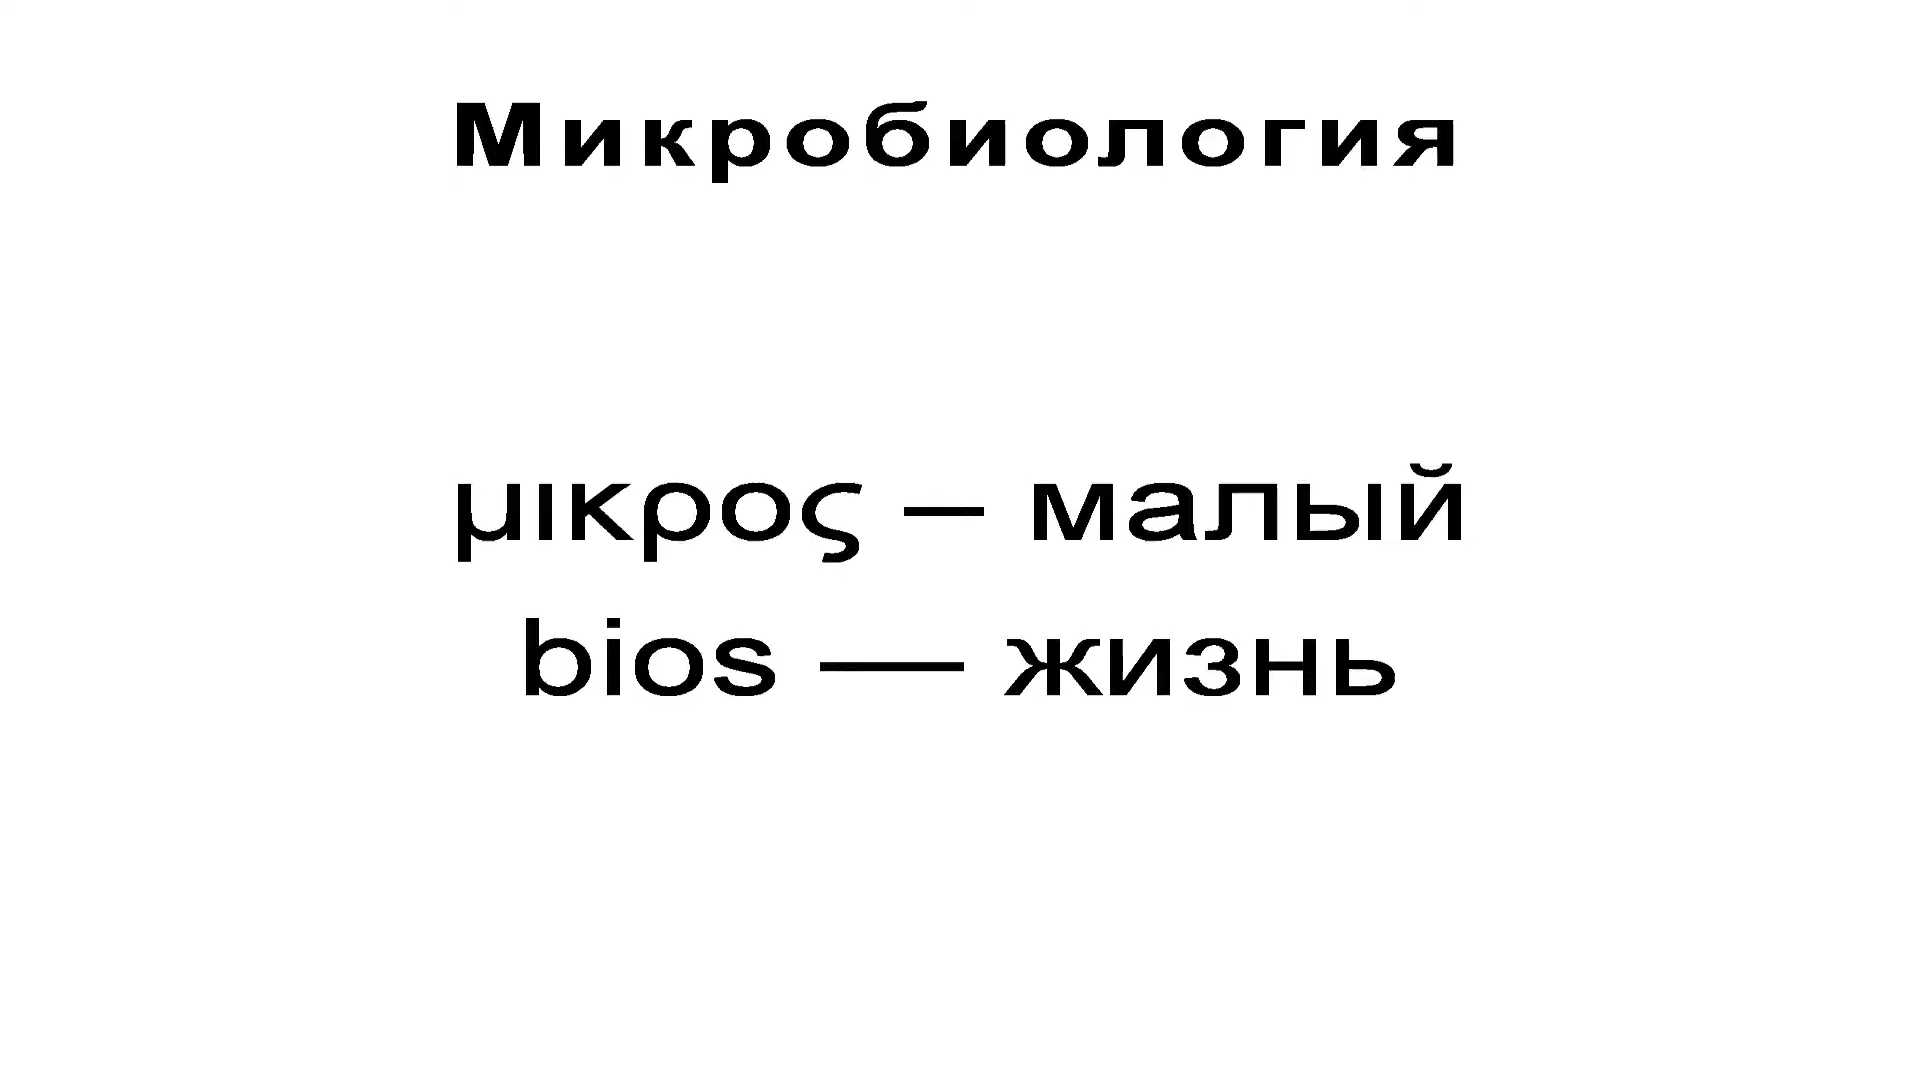 Микробиология
μικρος – малый
bios — жизнь